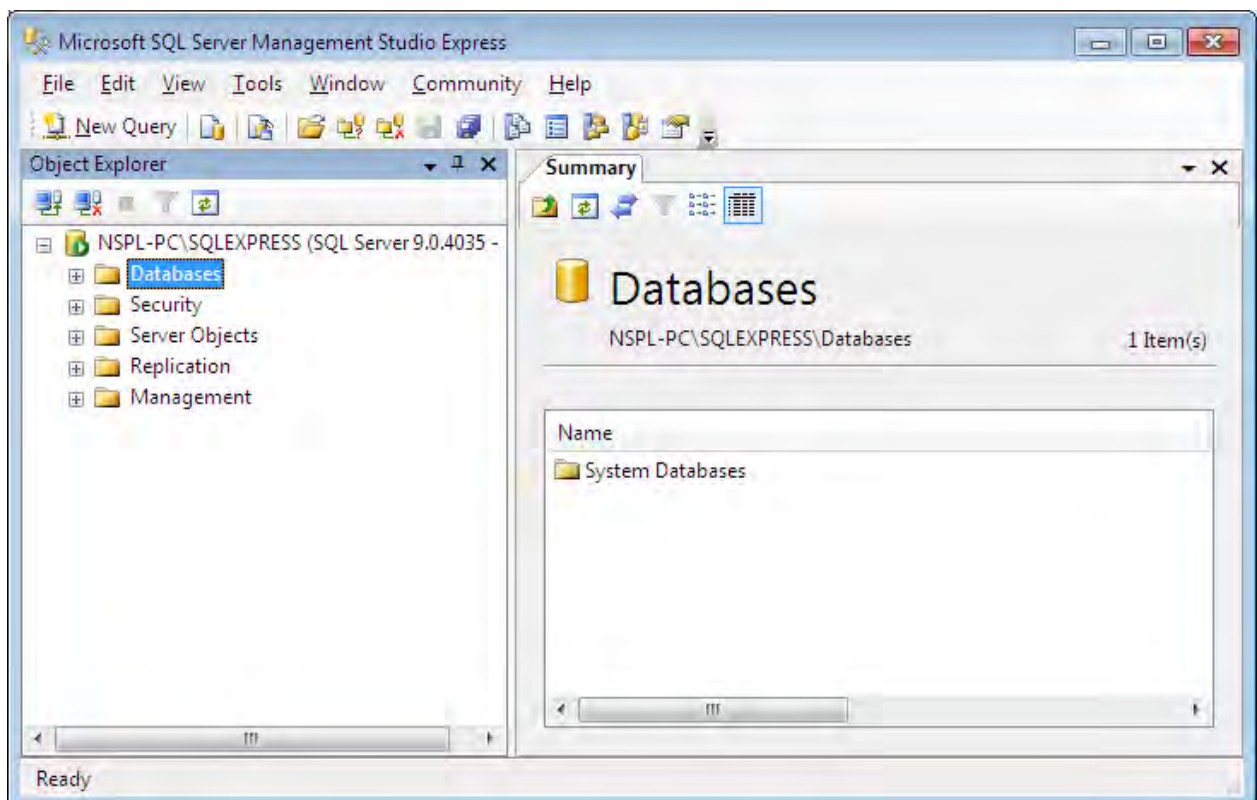 Microsoft SQL Server Management Studio Express
File Edit View Tools Window Community Help
New Query
Object Explorer
Summary
NSPL-PC\SQLEXPRESS (SQL Server 9.0.4035 -
Databases
Security
Server Objects
Replication
Management
Databases
NSPL-PC\SQLEXPRESS\Databases 1 Item(s)
Name
System Databases
Ready